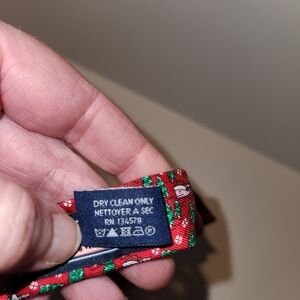 DRY CLEAN ONLY
NETTOYER A SEC
RN 134578